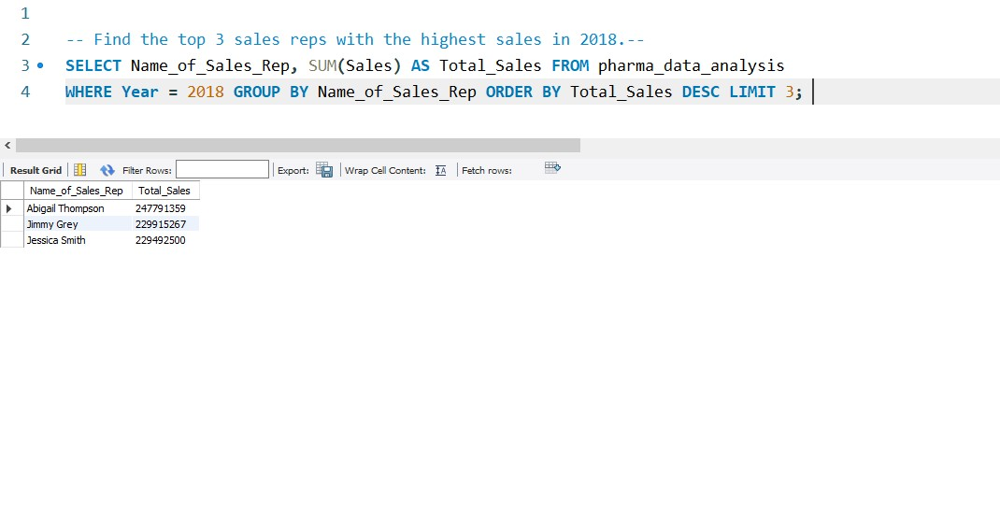 1
2 -- Find the top 3 sales reps with the highest sales in 2018.--
3 SELECT Name_of_Sales_Rep, SUM(Sales) AS Total_Sales FROM pharma_data_analysis
4 WHERE Year = 2018 GROUP BY Name_of_Sales_Rep ORDER BY Total_Sales DESC LIMIT 3;
Result Grid Filter Rows: Export: Wrap Cell Content: Fetch rows:
Name_of_Sales_Rep Total_Sales
Abigail Thompson 247791359
Jimmy Grey 229915267
Jessica Smith 229492500